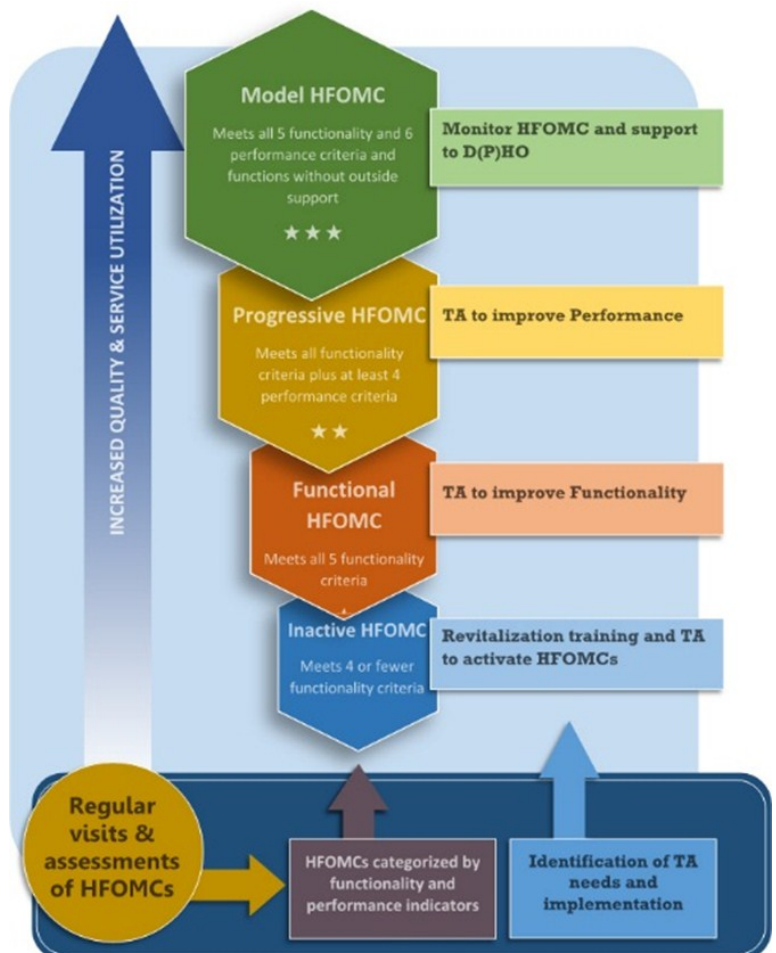 INCREASED QUALITY & SERVICE UTILIZATION
Model HFOMC
Meets all 5 functionality and 6
performance criteria and
functions without outside
support
★ ★ ★
Monitor HFOMC and support
to D(P)HO
Progressive HFOMC
Meets all functionality
criteria plus at least 4
performance criteria
★ ★
TA to improve Performance
Functional
HFOMC
Meets all 5 functionality
criteria
TA to improve Functionality
Inactive HFOMC
Meets 4 or fewer
functionality criteria
Revitalization training and TA
to activate HFOMCs
Regular
visits &
assessments
of HFOMCs
HFOMCs categorized by
functionality and
performance indicators
Identification of TA
needs and
implementation